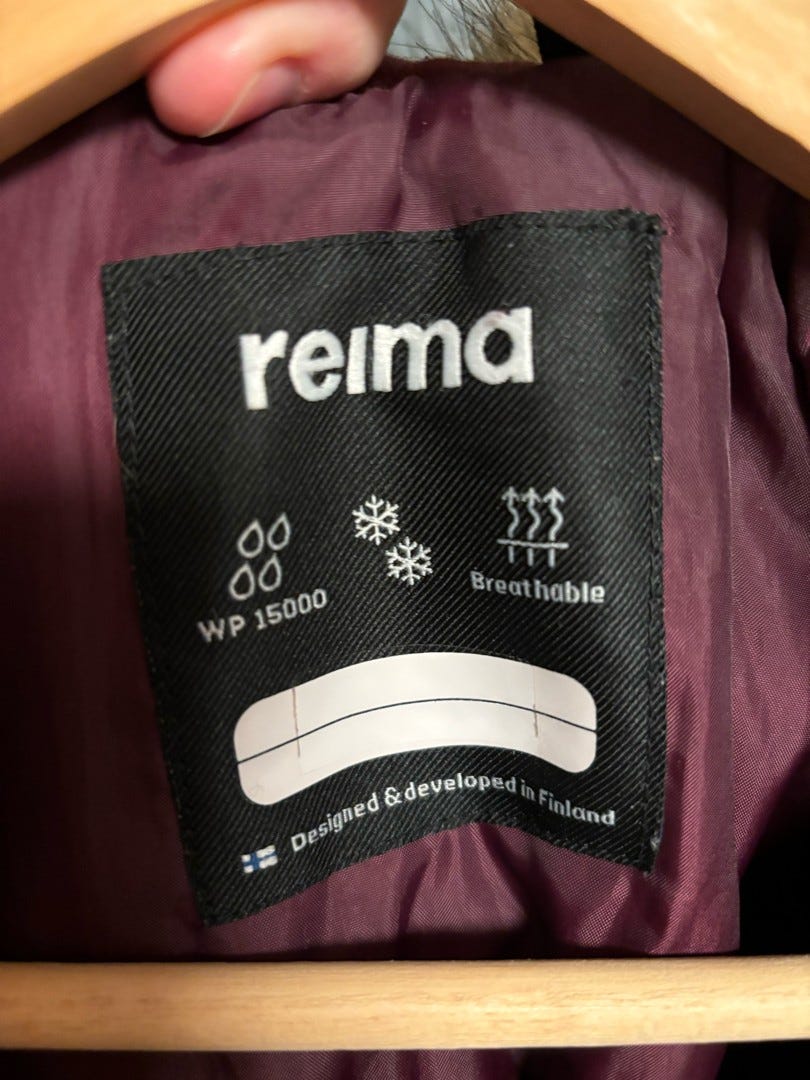 reima
WP 15000
Breathable
Designed & developed in Finland